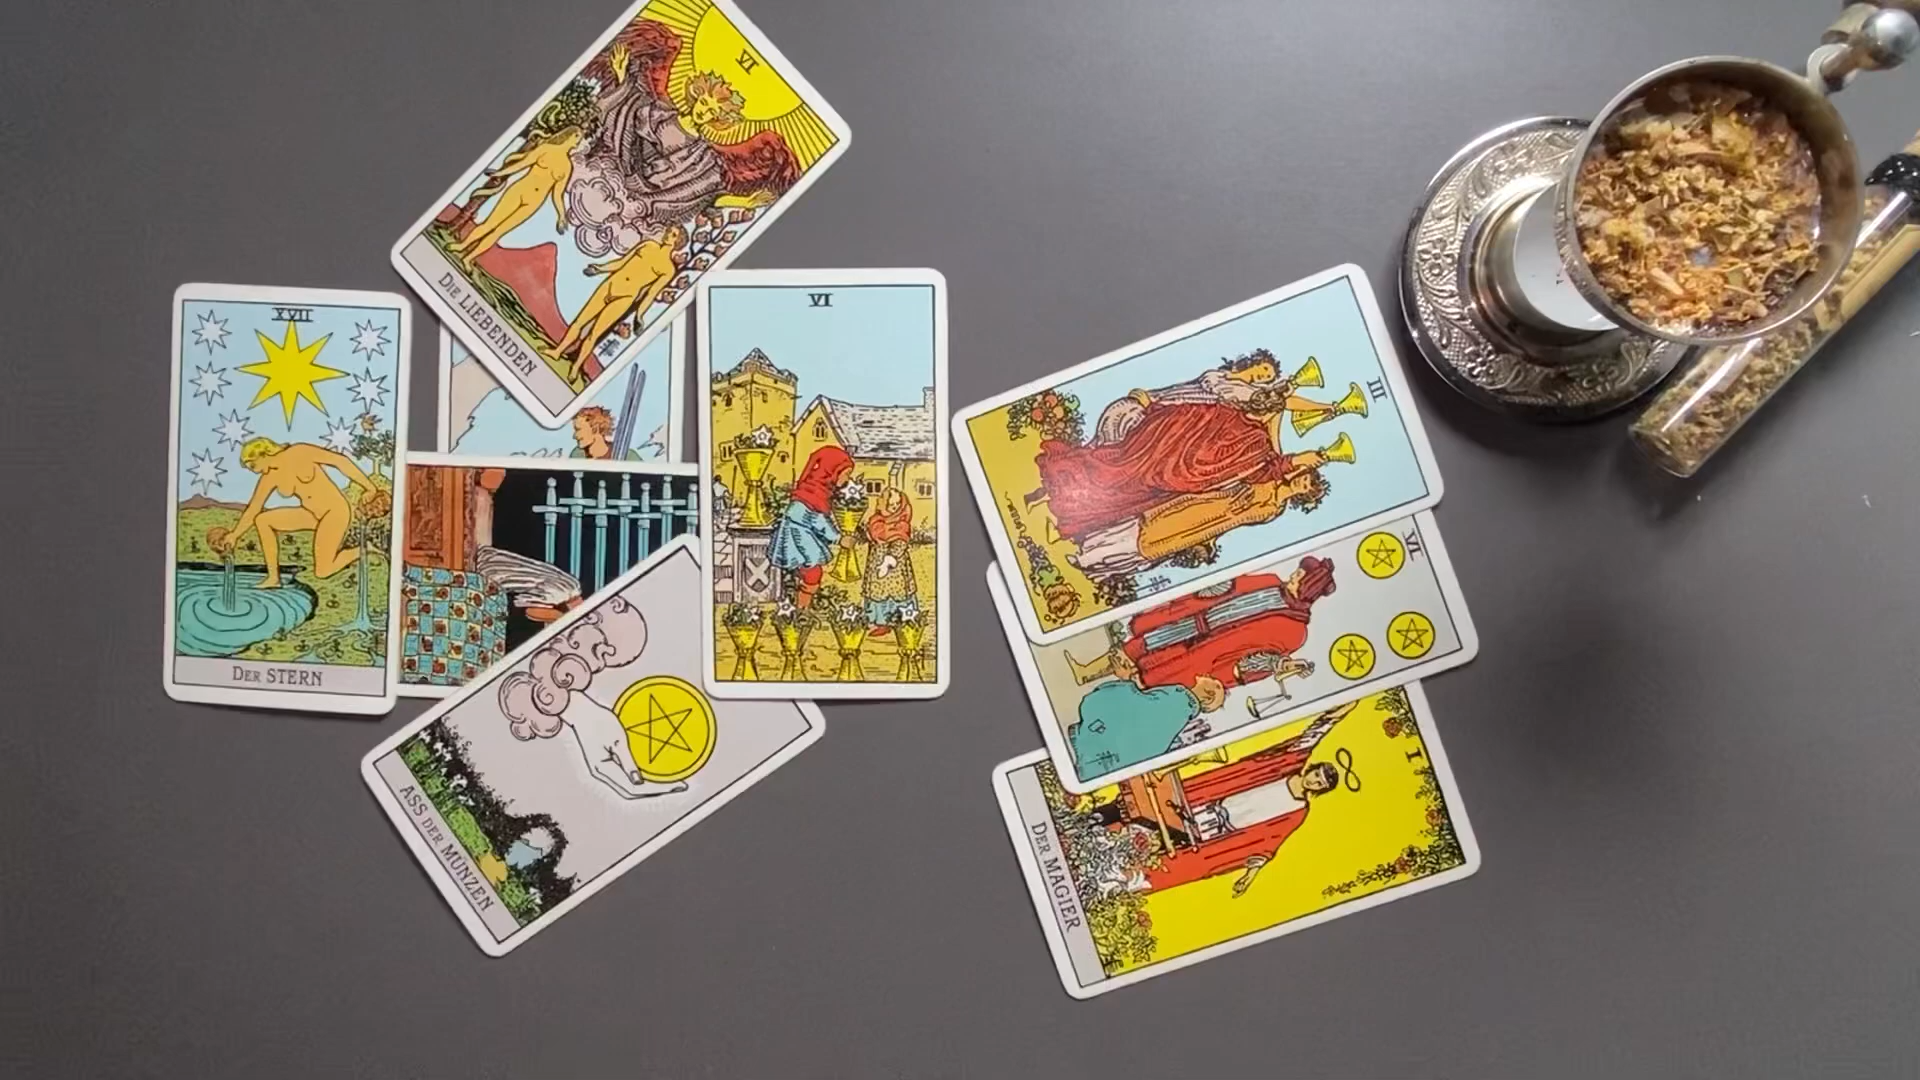 VI
DIE LIEBENDEN
XVII
DER STERN
VI
ASS DER MÜNZEN
III
VI
I
DER MAGIER